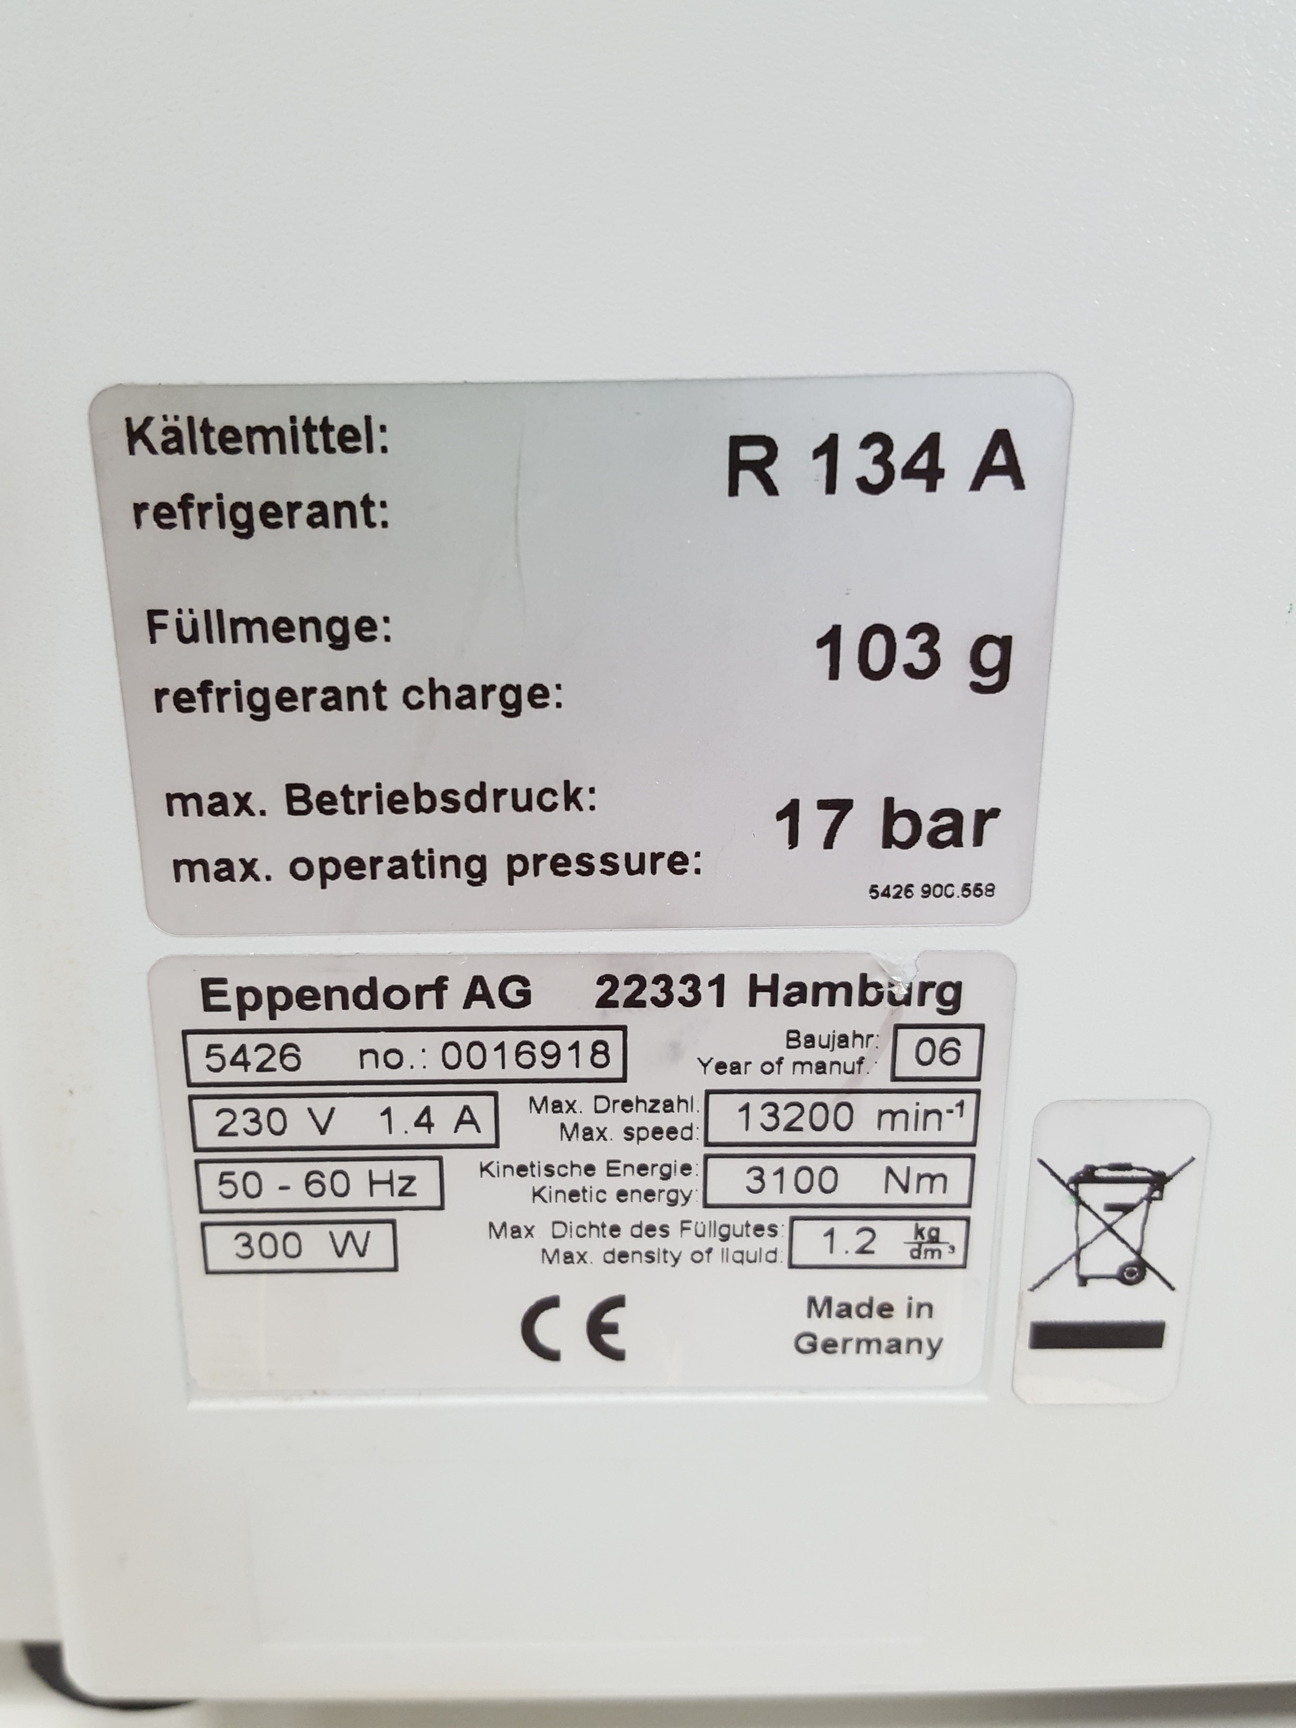 Kältemittel:
refrigerant:
R 134 A
Füllmenge:
refrigerant charge:
103 g
max. Betriebsdruck:
max. operating pressure:
17 bar
5426 900.558
Eppendorf AG 22331 Hamburg
5426 no.: 0016918
Baujahr:
Year of manuf.:
06
230 V 1.4 A
Max. Drehzahl.
Max. speed:
13200 min-1
50 - 60 Hz
Kinetische Energie:
Kinetic energy:
3100 Nm
300 W
Max Dichte des Füllgutes:
Max. density of liquid:
1.2 kg/dm³
CE
Made in
Germany